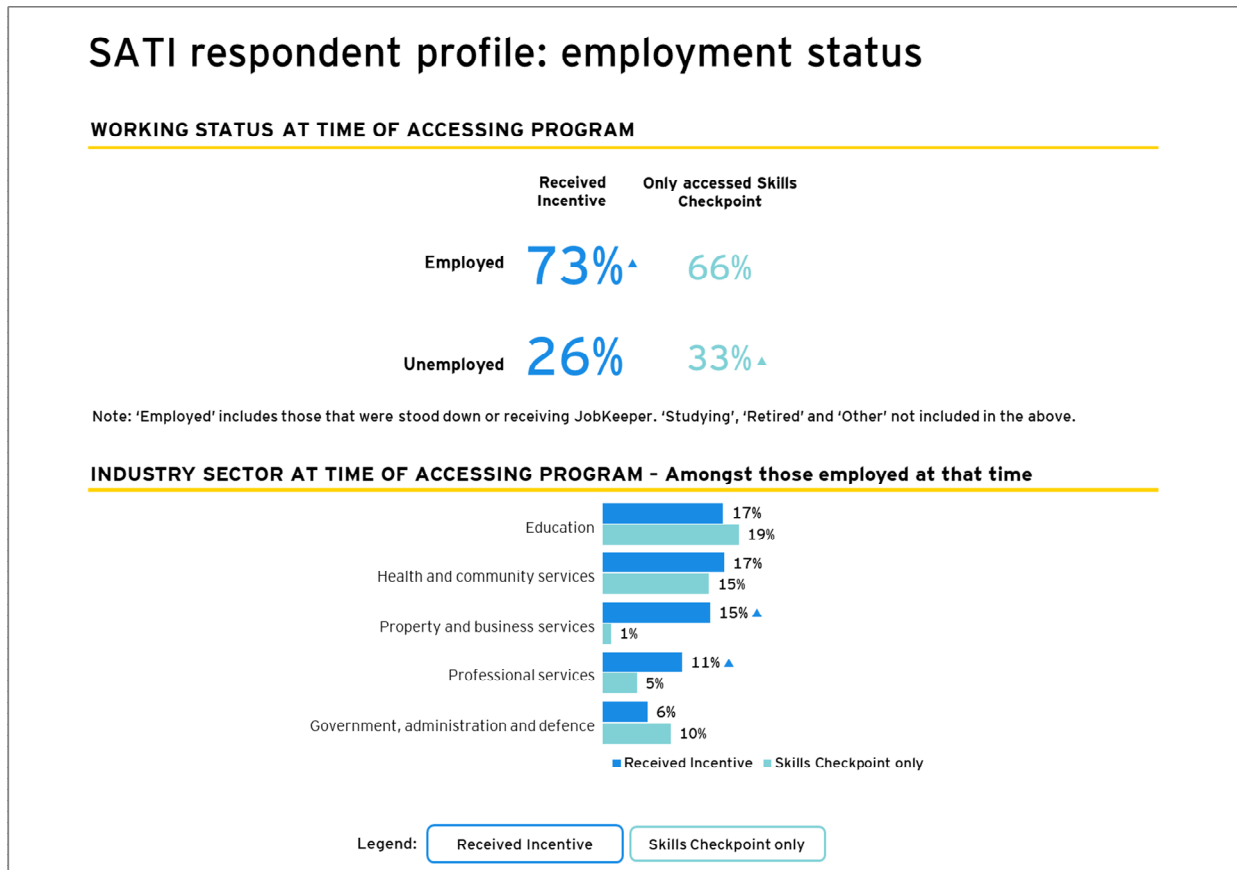 SATI respondent profile: employment status
WORKING STATUS AT TIME OF ACCESSING PROGRAM
Received
Incentive
Only accessed Skills
Checkpoint
Employed 73%▲ 66%
Unemployed 26% 33%▲
Note: ‘Employed’ includes those that were stood down or receiving JobKeeper. ‘Studying’, ‘Retired’ and ‘Other’ not included in the above.
INDUSTRY SECTOR AT TIME OF ACCESSING PROGRAM – Amongst those employed at that time
Education
17%
19%
Health and community services
17%
15%
Property and business services
15% ▲
1%
Professional services
11% ▲
5%
Government, administration and defence
6%
10%
Received Incentive Skills Checkpoint only
Legend: Received Incentive Skills Checkpoint only